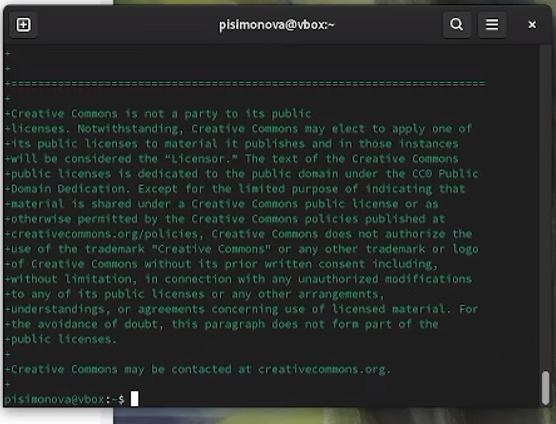 pisimonova@vbox:~
+
+
+=======================================================================
+
+Creative Commons is not a party to its public
+licenses. Notwithstanding, Creative Commons may elect to apply one of
+its public licenses to material it publishes and in those instances
+will be considered the “Licensor.” The text of the Creative Commons
+public licenses is dedicated to the public domain under the CC0 Public
+Domain Dedication. Except for the limited purpose of indicating that
+material is shared under a Creative Commons public license or as
+otherwise permitted by the Creative Commons policies published at
+creativecommons.org/policies, Creative Commons does not authorize the
+use of the trademark "Creative Commons" or any other trademark or logo
+of Creative Commons without its prior written consent including,
+without limitation, in connection with any unauthorized modifications
+to any of its public licenses or any other arrangements,
+understandings, or agreements concerning use of licensed material. For
+the avoidance of doubt, this paragraph does not form part of the
+public licenses.
+
+Creative Commons may be contacted at creativecommons.org.
+
pisimonova@vbox:~$